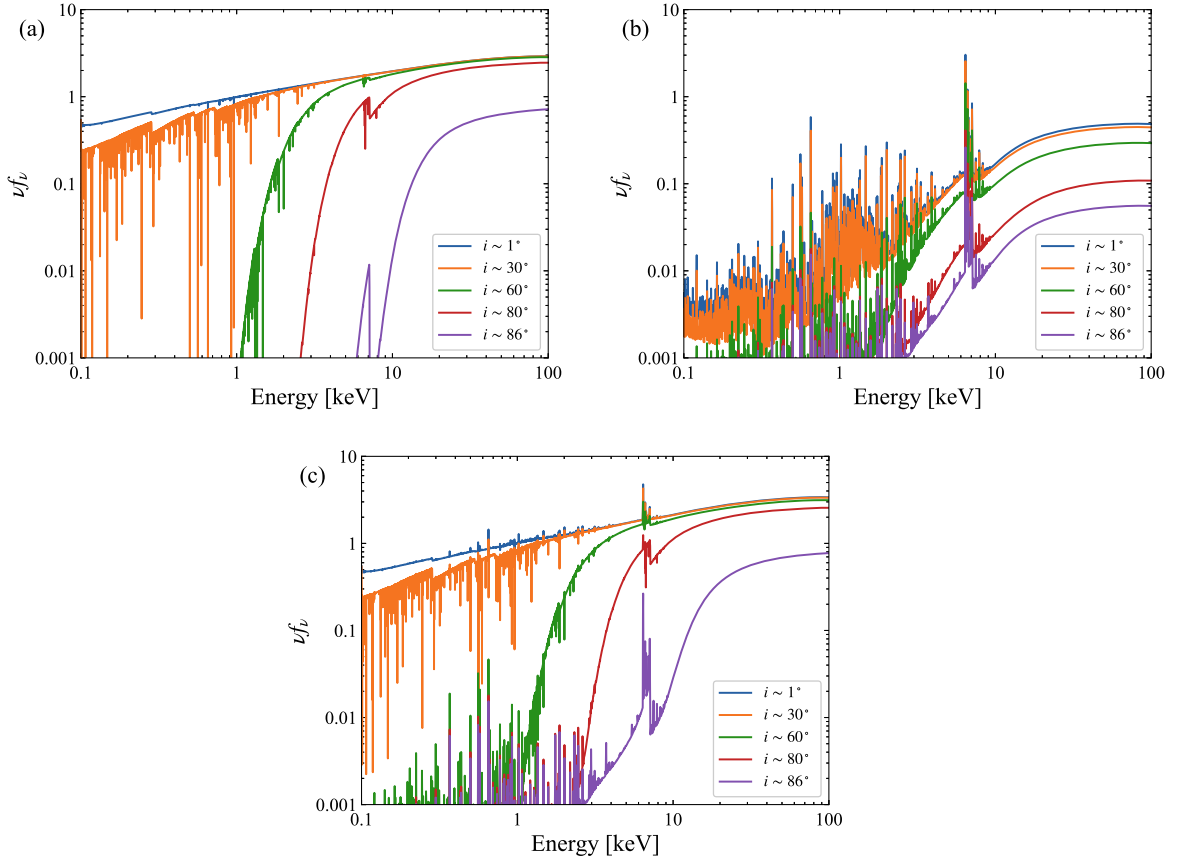 (a)
10
1
0.1
0.01
0.001
νfν
i ∼ 1°
i ∼ 30°
i ∼ 60°
i ∼ 80°
i ∼ 86°
0.1
1
10
100
Energy [keV]
(b)
10
1
0.1
0.01
0.001
νfν
i ∼ 1°
i ∼ 30°
i ∼ 60°
i ∼ 80°
i ∼ 86°
0.1
1
10
100
Energy [keV]
(c)
10
1
0.1
0.01
0.001
νfν
i ∼ 1°
i ∼ 30°
i ∼ 60°
i ∼ 80°
i ∼ 86°
0.1
1
10
100
Energy [keV]